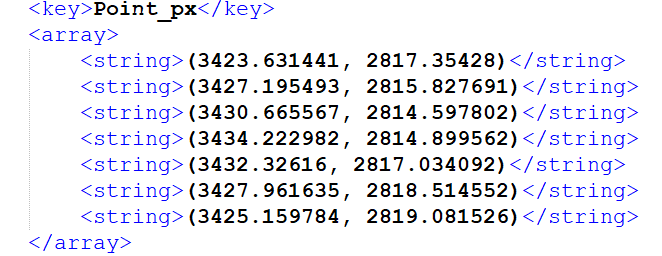 <key>Point_px</key>
<array>
<string>(3423.631441, 2817.35428)</string>
<string>(3427.195493, 2815.827691)</string>
<string>(3430.665567, 2814.597802)</string>
<string>(3434.222982, 2814.899562)</string>
<string>(3432.32616, 2817.034092)</string>
<string>(3427.961635, 2818.514552)</string>
<string>(3425.159784, 2819.081526)</string>
</array>